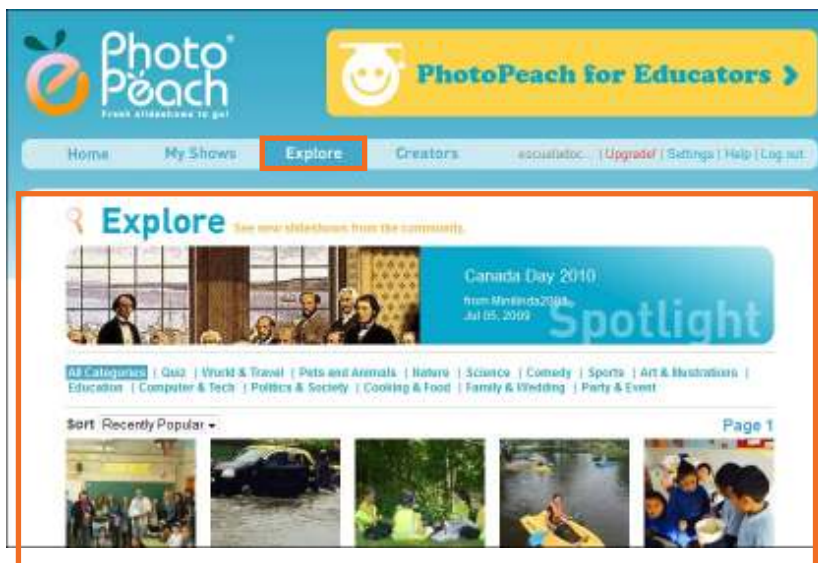 Photo
Peach
Fresh slideshows to go!
PhotoPeach for Educators
Home My Shows Explore Creators | Upgrade! | Settings | Help | Log out
Explore See new slideshows from the community.
Canada Day 2010
Jul 05, 2009
Spotlight
All Categories | Quiz | World & Travel | Pets and Animals | Nature | Science | Comedy | Sports | Art & Illustrations |
Education | Computer & Tech | Politics & Society | Cooking & Food | Family & Wedding | Party & Event
Sort Recently Popular
Page 1